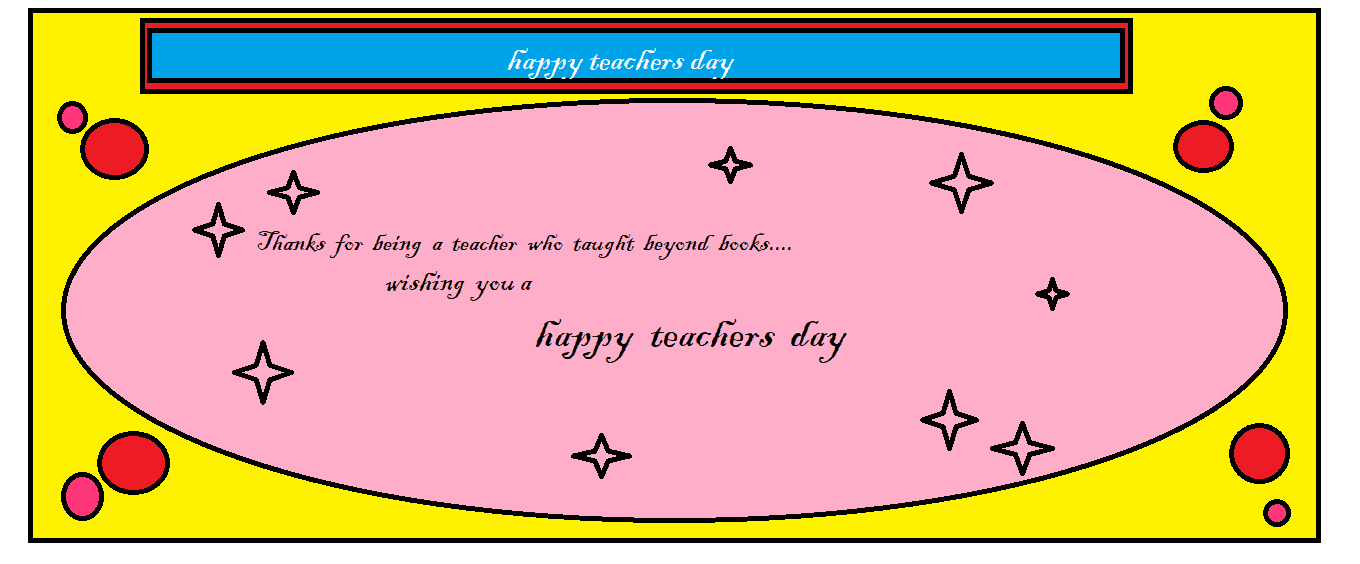 happy teachers day
Thanks for being a teacher who taught beyond books....
wishing you a
happy teachers day